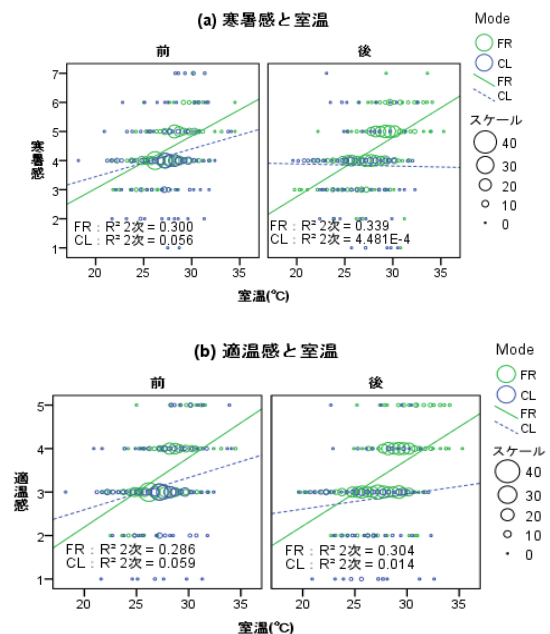 (a) 寒暑感と室温
前
後
7
6
5
4
3
2
1
寒暑感
FR : R² 2次 = 0.300
CL : R² 2次 = 0.056
FR : R² 2次 = 0.339
CL : R² 2次 = 4.481E-4
20
25
30
35
20
25
30
35
室温(°C)
Mode
FR
CL
FR
CL
スケール
40
30
20
10
0
(b) 適温感と室温
前
後
5
4
3
2
1
適温感
FR : R² 2次 = 0.286
CL : R² 2次 = 0.059
FR : R² 2次 = 0.304
CL : R² 2次 = 0.014
20
25
30
35
20
25
30
35
室温(°C)
Mode
FR
CL
FR
CL
スケール
40
30
20
10
0